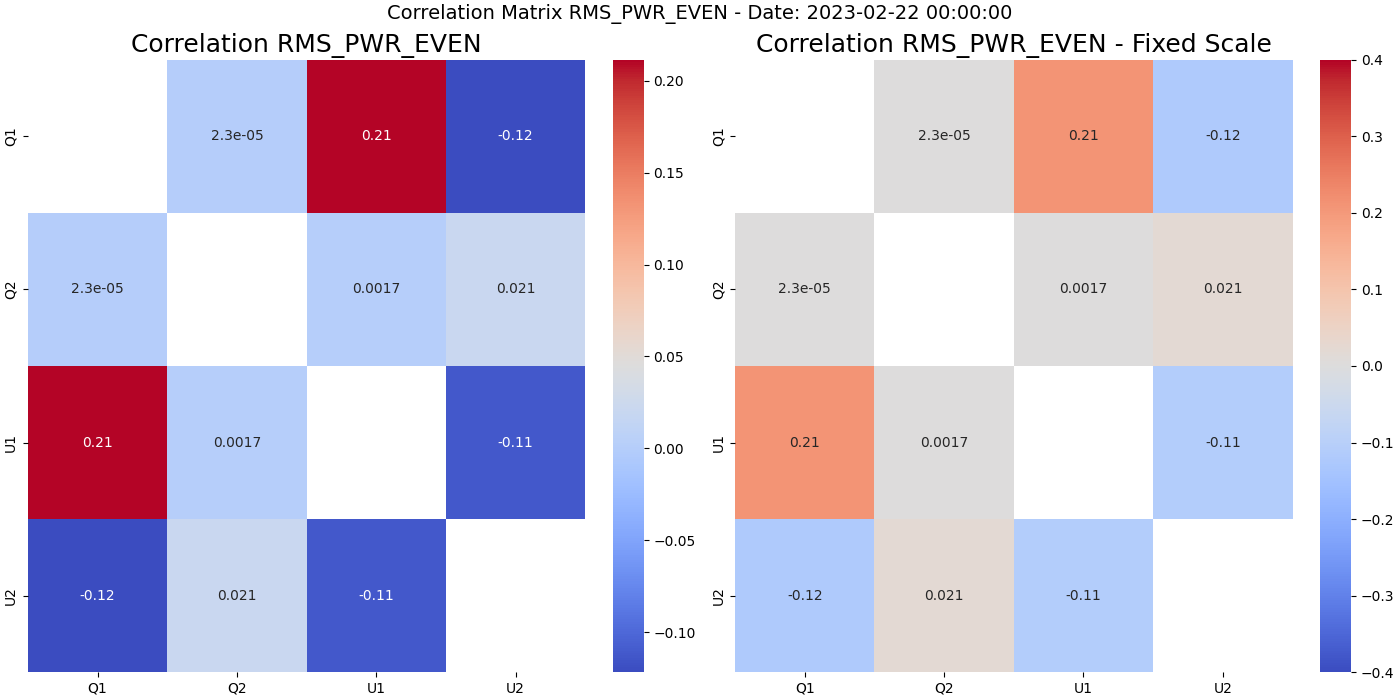 Correlation Matrix RMS_PWR_EVEN - Date: 2023-02-22 00:00:00
Correlation RMS_PWR_EVEN
Q1
2.3e-05
0.21
-0.12
Q2
2.3e-05
0.0017
0.021
U1
0.21
0.0017
-0.11
U2
-0.12
0.021
-0.11
Q1
Q2
U1
U2
0.20
0.15
0.10
0.05
0.00
−0.05
−0.10
Correlation RMS_PWR_EVEN - Fixed Scale
Q1
2.3e-05
0.21
-0.12
Q2
2.3e-05
0.0017
0.021
U1
0.21
0.0017
-0.11
U2
-0.12
0.021
-0.11
Q1
Q2
U1
U2
0.4
0.3
0.2
0.1
0.0
−0.1
−0.2
−0.3
−0.4